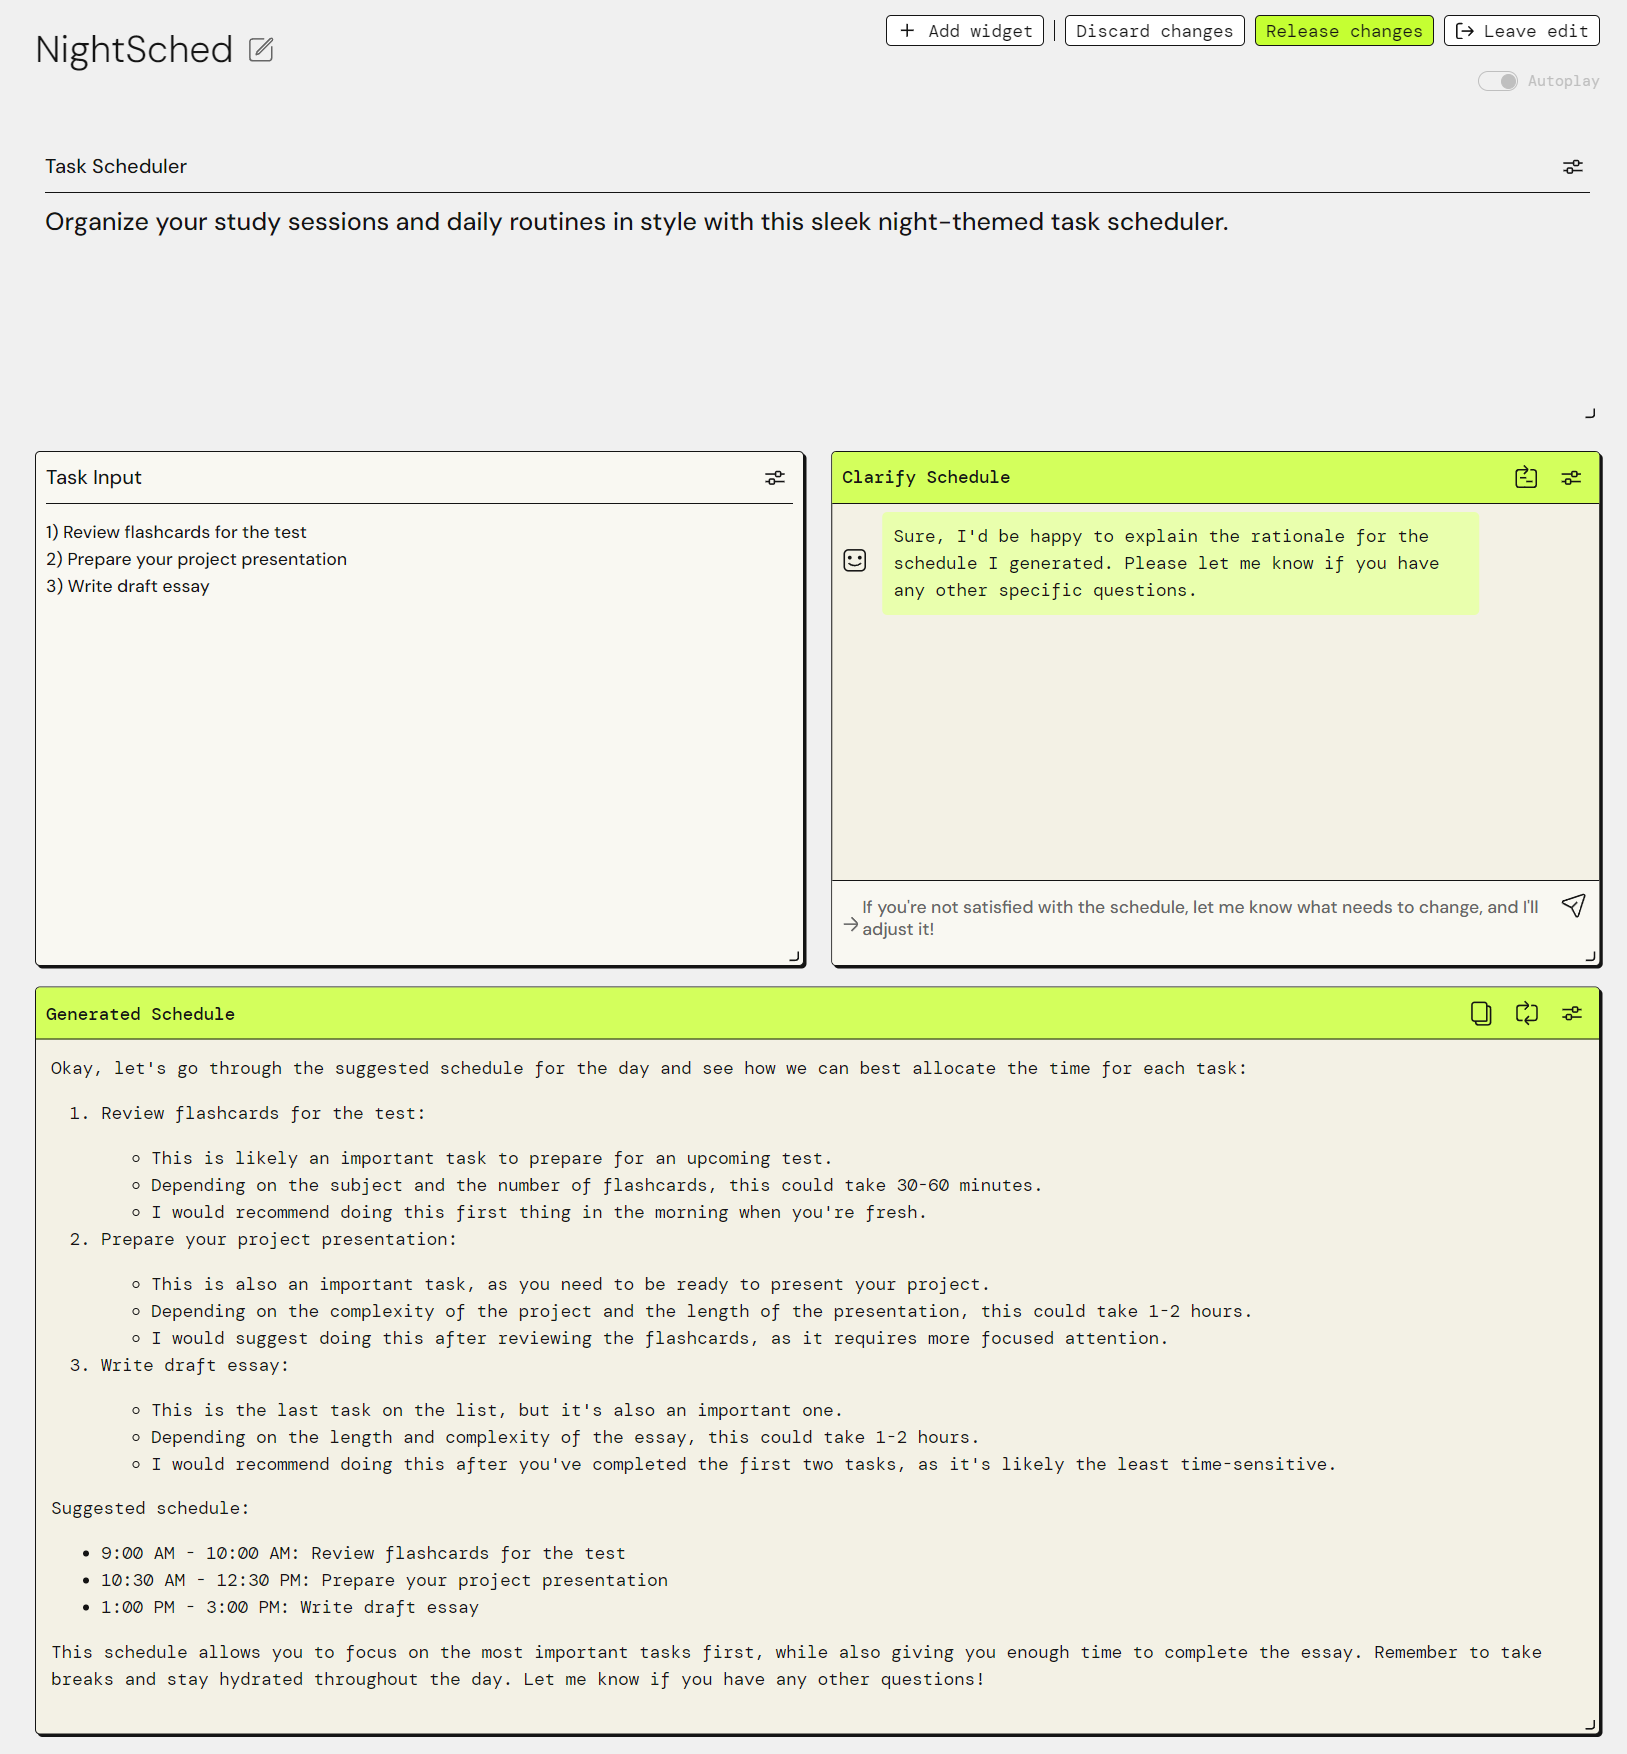 NightSched
Add widget
Discard changes
Release changes
Leave edit
Autoplay
Task Scheduler
Organize your study sessions and daily routines in style with this sleek night-themed task scheduler.
Task Input
1) Review flashcards for the test
2) Prepare your project presentation
3) Write draft essay
Clarify Schedule
Sure, I'd be happy to explain the rationale for the
schedule I generated. Please let me know if you have
any other specific questions.
If you're not satisfied with the schedule, let me know what needs to change, and I'll
adjust it!
Generated Schedule
Okay, let's go through the suggested schedule for the day and see how we can best allocate the time for each task:
1. Review flashcards for the test:
This is likely an important task to prepare for an upcoming test.
Depending on the subject and the number of flashcards, this could take 30-60 minutes.
I would recommend doing this first thing in the morning when you're fresh.
2. Prepare your project presentation:
This is also an important task, as you need to be ready to present your project.
Depending on the complexity of the project and the length of the presentation, this could take 1-2 hours.
I would suggest doing this after reviewing the flashcards, as it requires more focused attention.
3. Write draft essay:
This is the last task on the list, but it's also an important one.
Depending on the length and complexity of the essay, this could take 1-2 hours.
I would recommend doing this after you've completed the first two tasks, as it's likely the least time-sensitive.
Suggested schedule:
9:00 AM - 10:00 AM: Review flashcards for the test
10:30 AM - 12:30 PM: Prepare your project presentation
1:00 PM - 3:00 PM: Write draft essay
This schedule allows you to focus on the most important tasks first, while also giving you enough time to complete the essay. Remember to take
breaks and stay hydrated throughout the day. Let me know if you have any other questions!